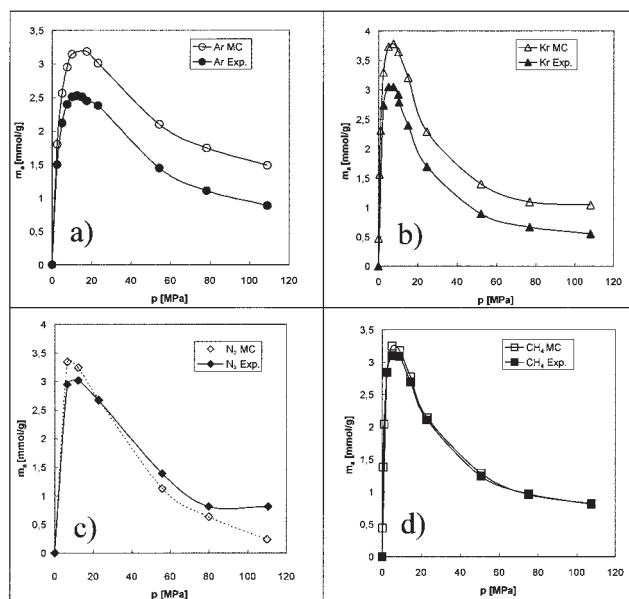 3,5
3
2,5
2
1,5
1
0,5
0
mₐ [mmol/g]
Ar MC
Ar Exp.
a)
0 20 40 60 80 100 120
p [MPa]
4
3,5
3
2,5
2
1,5
1
0,5
0
mₐ [mmol/g]
Kr MC
Kr Exp.
b)
0 20 40 60 80 100 120
p [MPa]
4
3,5
3
2,5
2
1,5
1
0,5
0
mₐ [mmol/g]
N₂ MC
N₂ Exp.
c)
0 20 40 60 80 100 120
p [MPa]
3,5
3
2,5
2
1,5
1
0,5
0
mₐ [mmol/g]
CH₄ MC
CH₄ Exp.
d)
0 20 40 60 80 100 120
p [MPa]